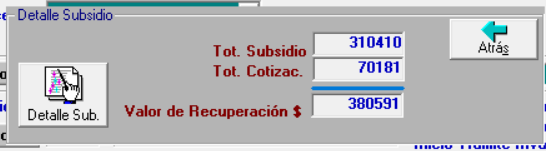 Detalle Subsidio
Tot. Subsidio 310410
Atrás
Tot. Cotizac. 70181
Detalle Sub.
Valor de Recuperación $ 380591